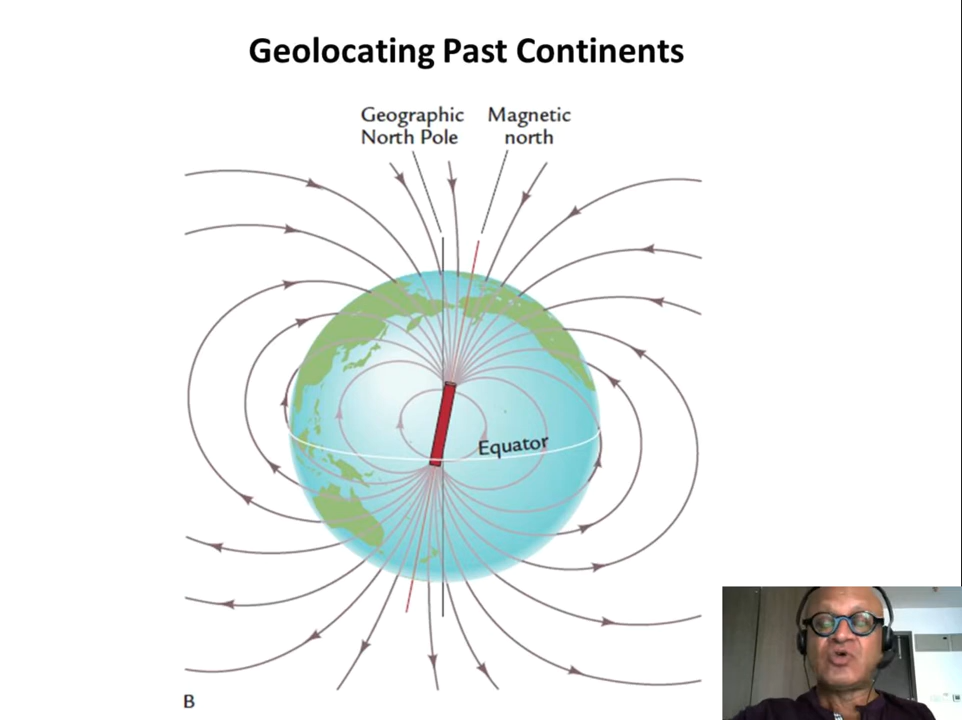 Geolocating Past Continents
Geographic
North Pole
Magnetic
north
Equator
B